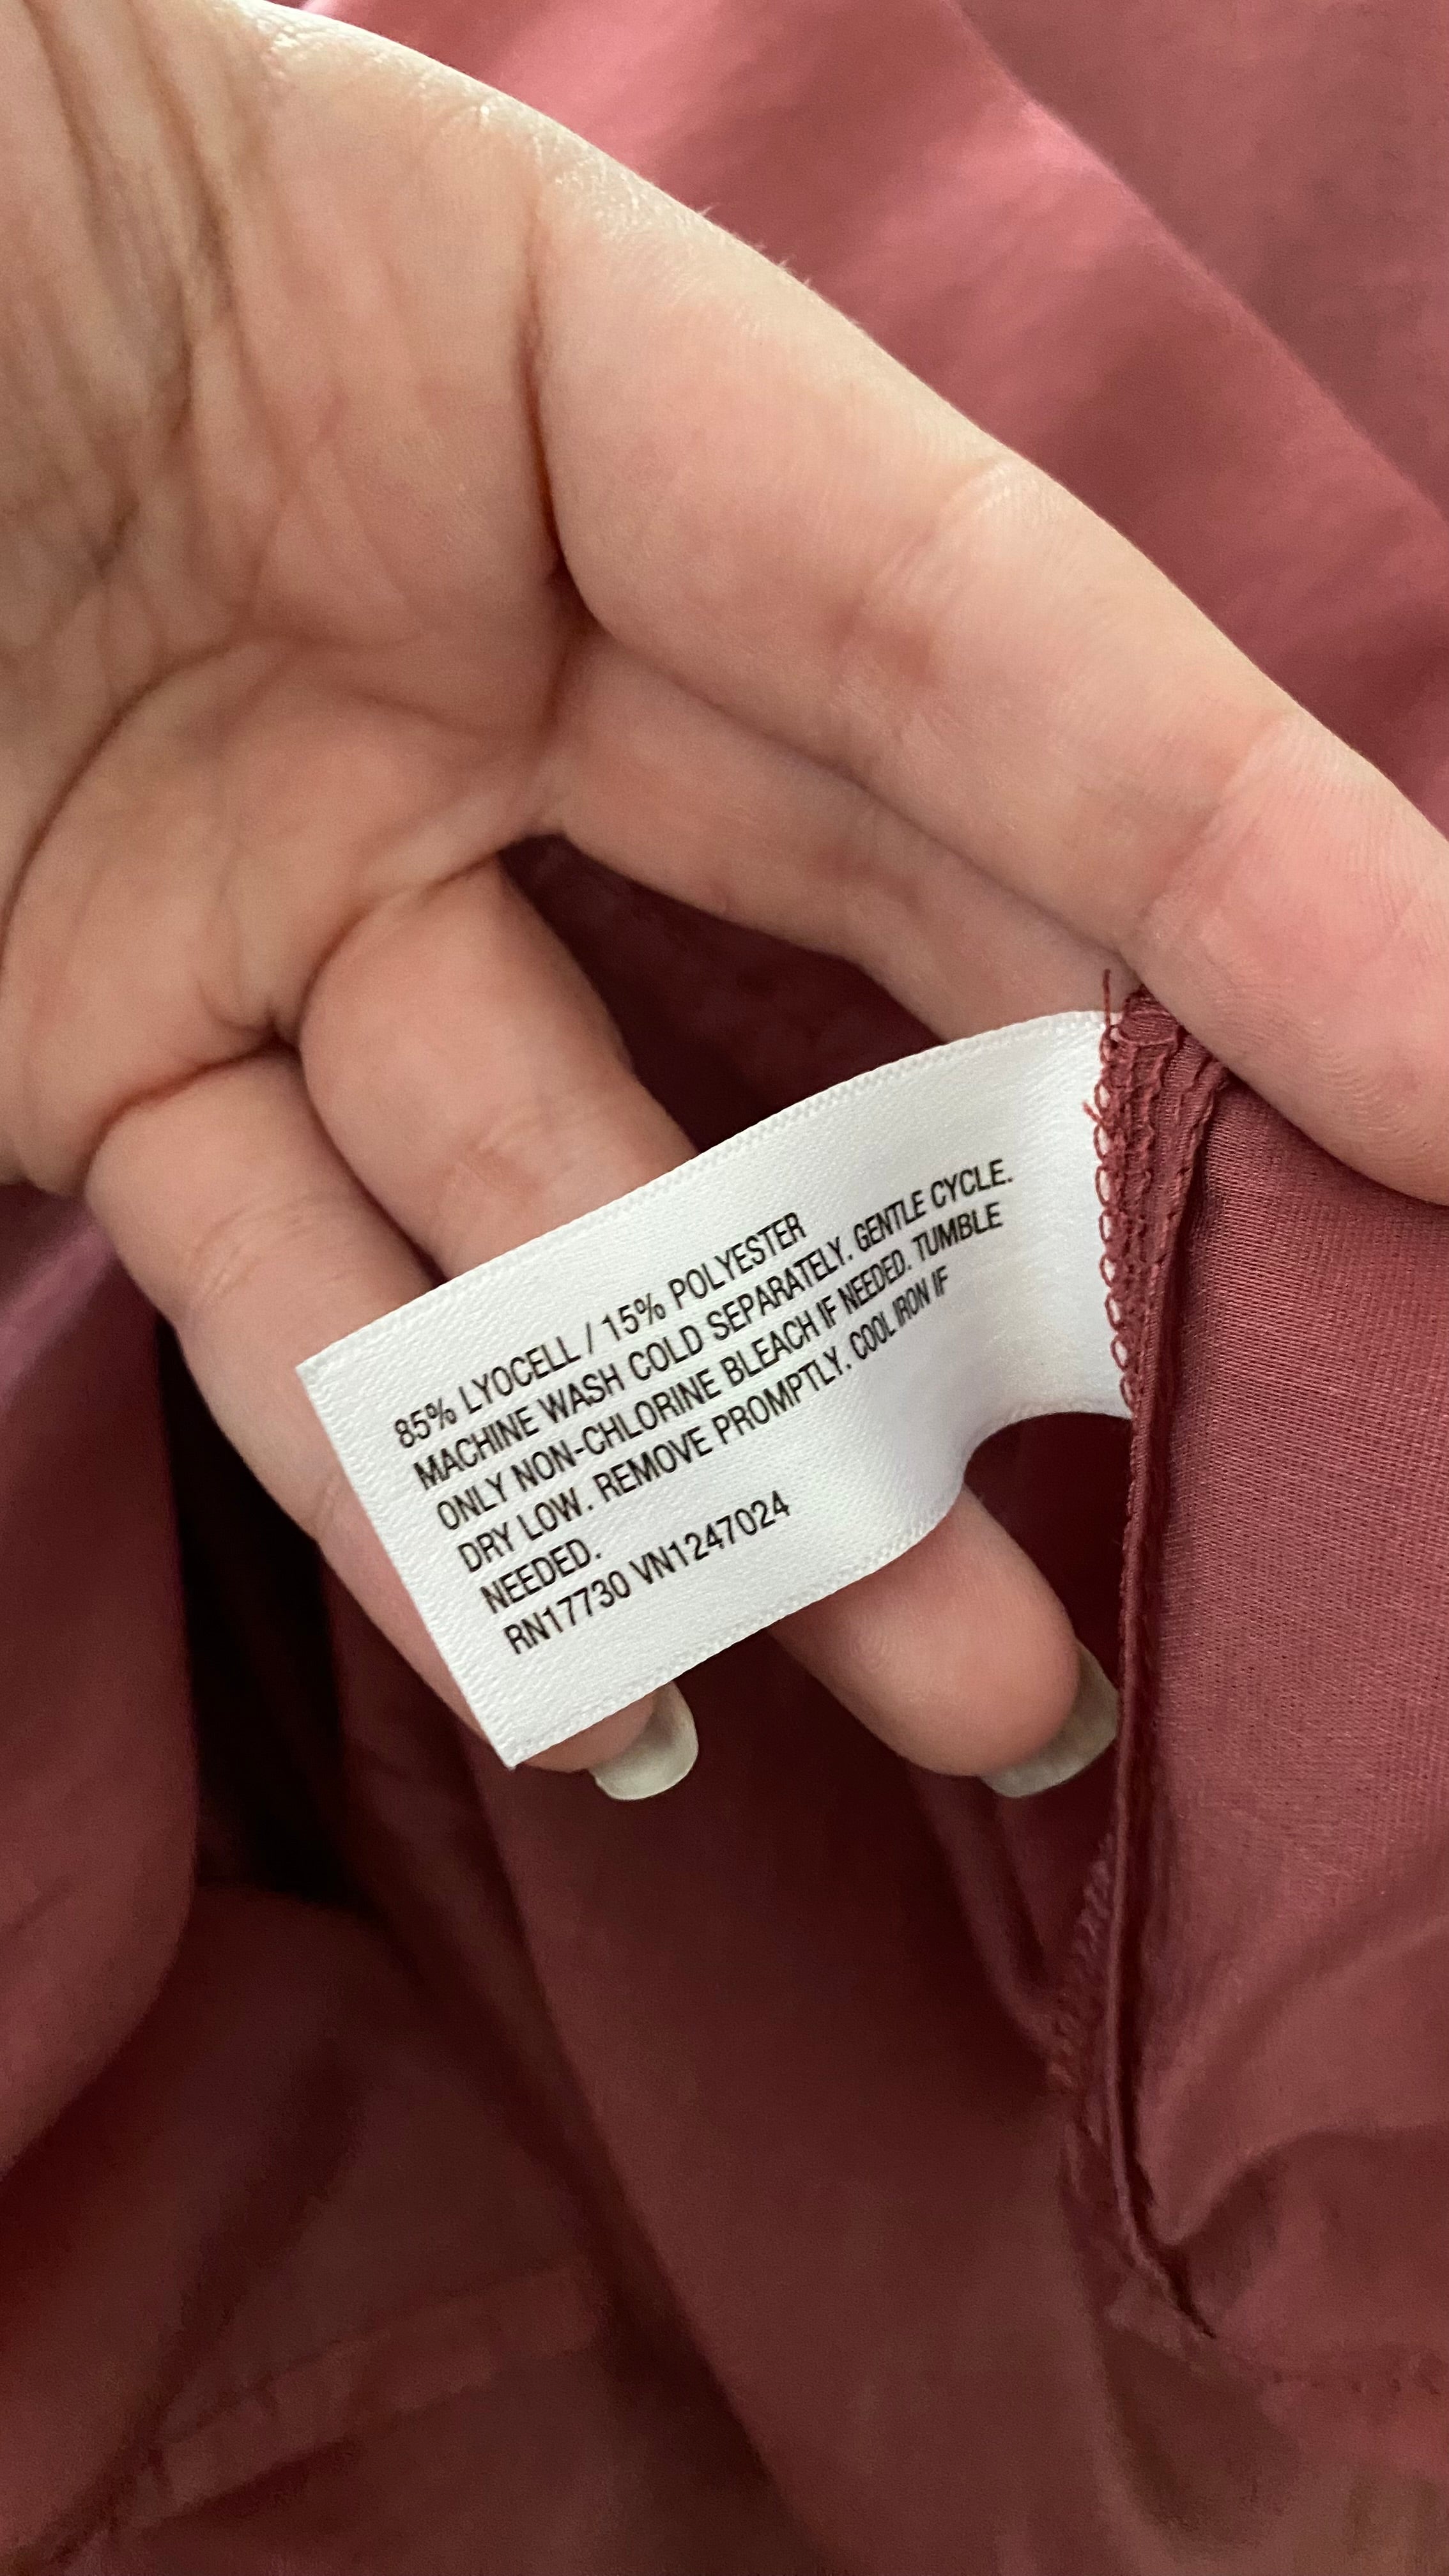 85% LYOCELL / 15% POLYESTER
MACHINE WASH COLD SEPARATELY. GENTLE CYCLE.
ONLY NON-CHLORINE BLEACH IF NEEDED. TUMBLE
DRY LOW. REMOVE PROMPTLY. COOL IRON IF
NEEDED.
RN17730 VN1247024